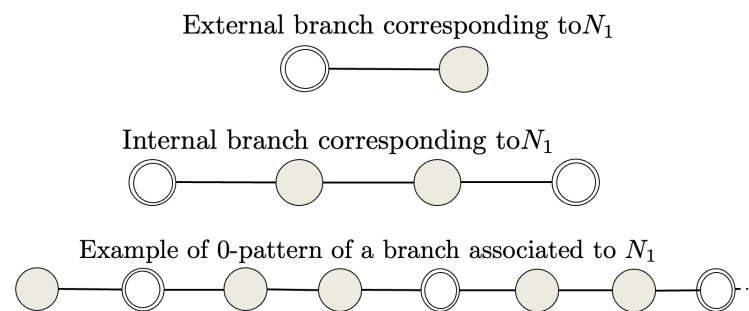 External branch corresponding toN₁
Internal branch corresponding toN₁
Example of 0-pattern of a branch associated to N₁